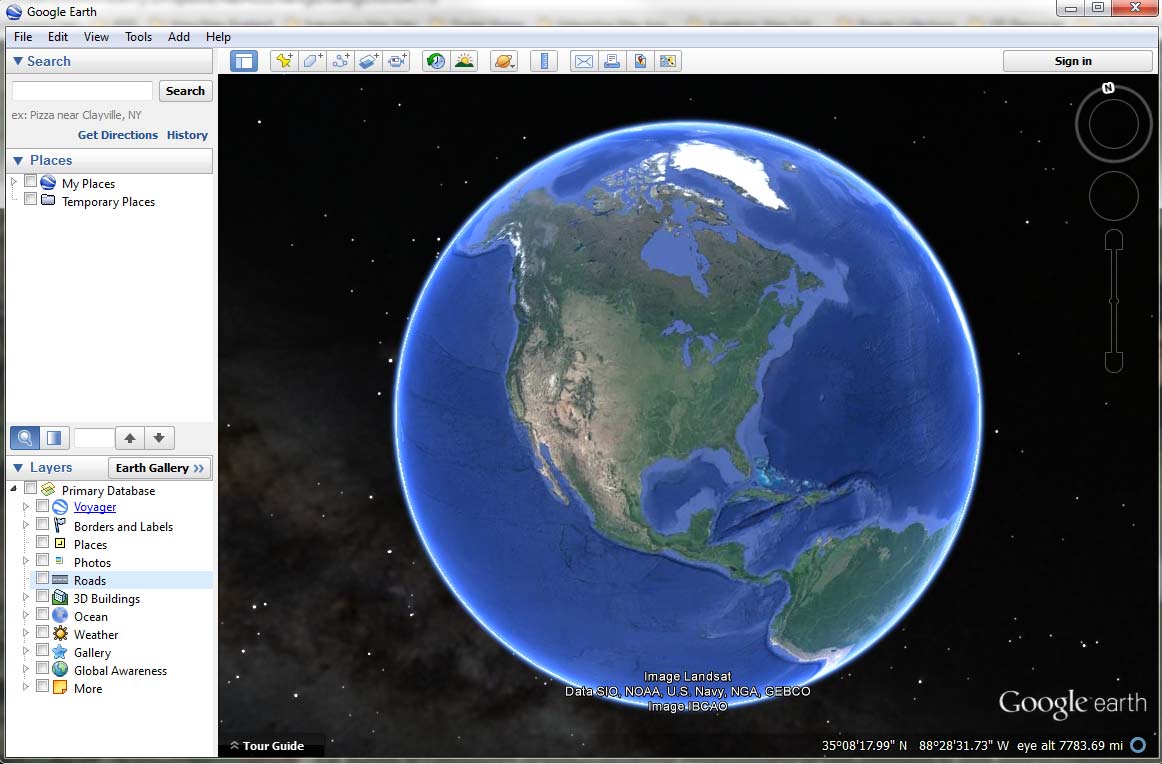 Google Earth
File Edit View Tools Add Help
Search
Sign in
Search
ex: Pizza near Clayville, NY
Get Directions History
Places
My Places
Temporary Places
N
Layers
Earth Gallery >>
Primary Database
Voyager
Borders and Labels
Places
Photos
Roads
3D Buildings
Ocean
Weather
Gallery
Global Awareness
More
Image Landsat
Data SIO, NOAA, U.S. Navy, NGA, GEBCO
Image IBCAO
Google earth
Tour Guide
35°08'17.99" N 88°28'31.73" W eye alt 7783.69 mi